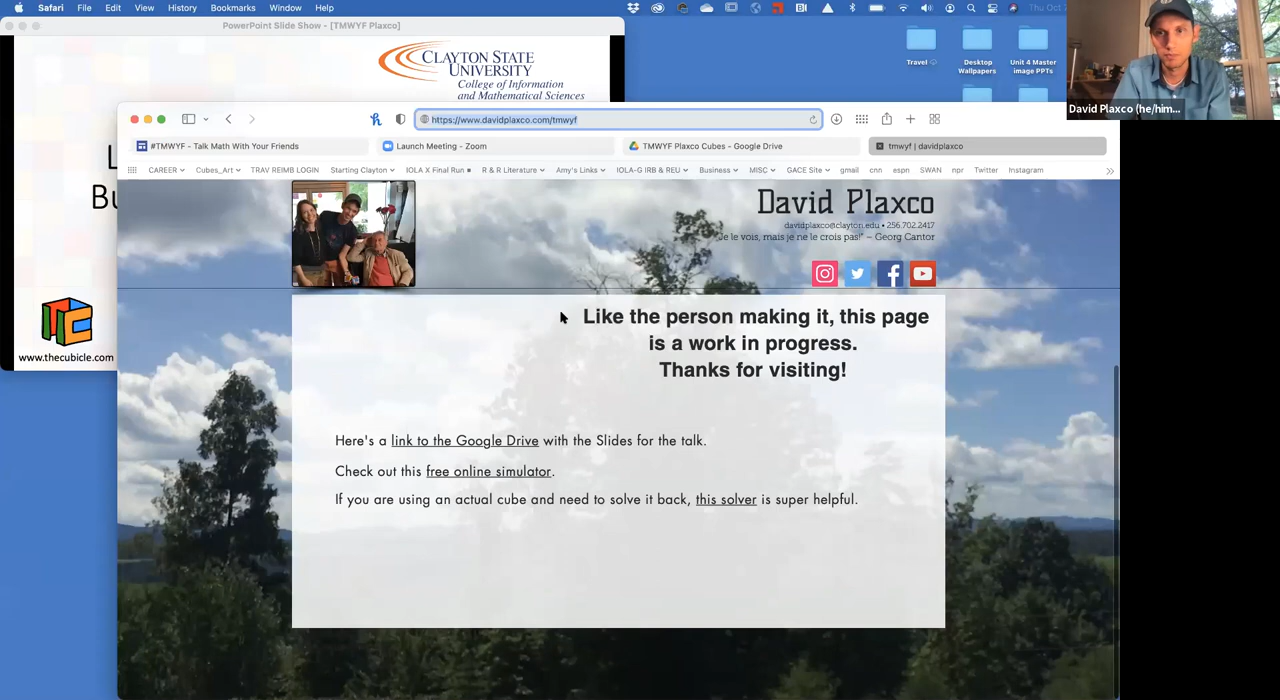 Safari File Edit View History Bookmarks Window Help
PowerPoint Slide Show - [TMWYF Plaxco]
CLAYTON STATE
UNIVERSITY
College of Information
and Mathematical Sciences
www.thecubicle.com
Travel
Desktop
Wallpapers
Unit 4 Master
image PPTs
David Plaxco (he/him...
https://www.davidplaxco.com/tmwyf
#TMWYF - Talk Math With Your Friends
Launch Meeting - Zoom
TMWYF Plaxco Cubes - Google Drive
tmwyf | davidplaxco
CAREER Cubes_Art TRAV REIMB LOGIN Starting Clayton IOLA X Final Run R & R Literature Amy's Links IOLA-G IRB & REU Business MISC GACE Site gmail cnn espn SWAN npr Twitter Instagram
David Plaxco
davidplaxco@clayton.edu • 256.702.2417
"Je le vois, mais je ne le crois pas!" – Georg Cantor
Like the person making it, this page
is a work in progress.
Thanks for visiting!
Here's a link to the Google Drive with the Slides for the talk.
Check out this free online simulator.
If you are using an actual cube and need to solve it back, this solver is super helpful.